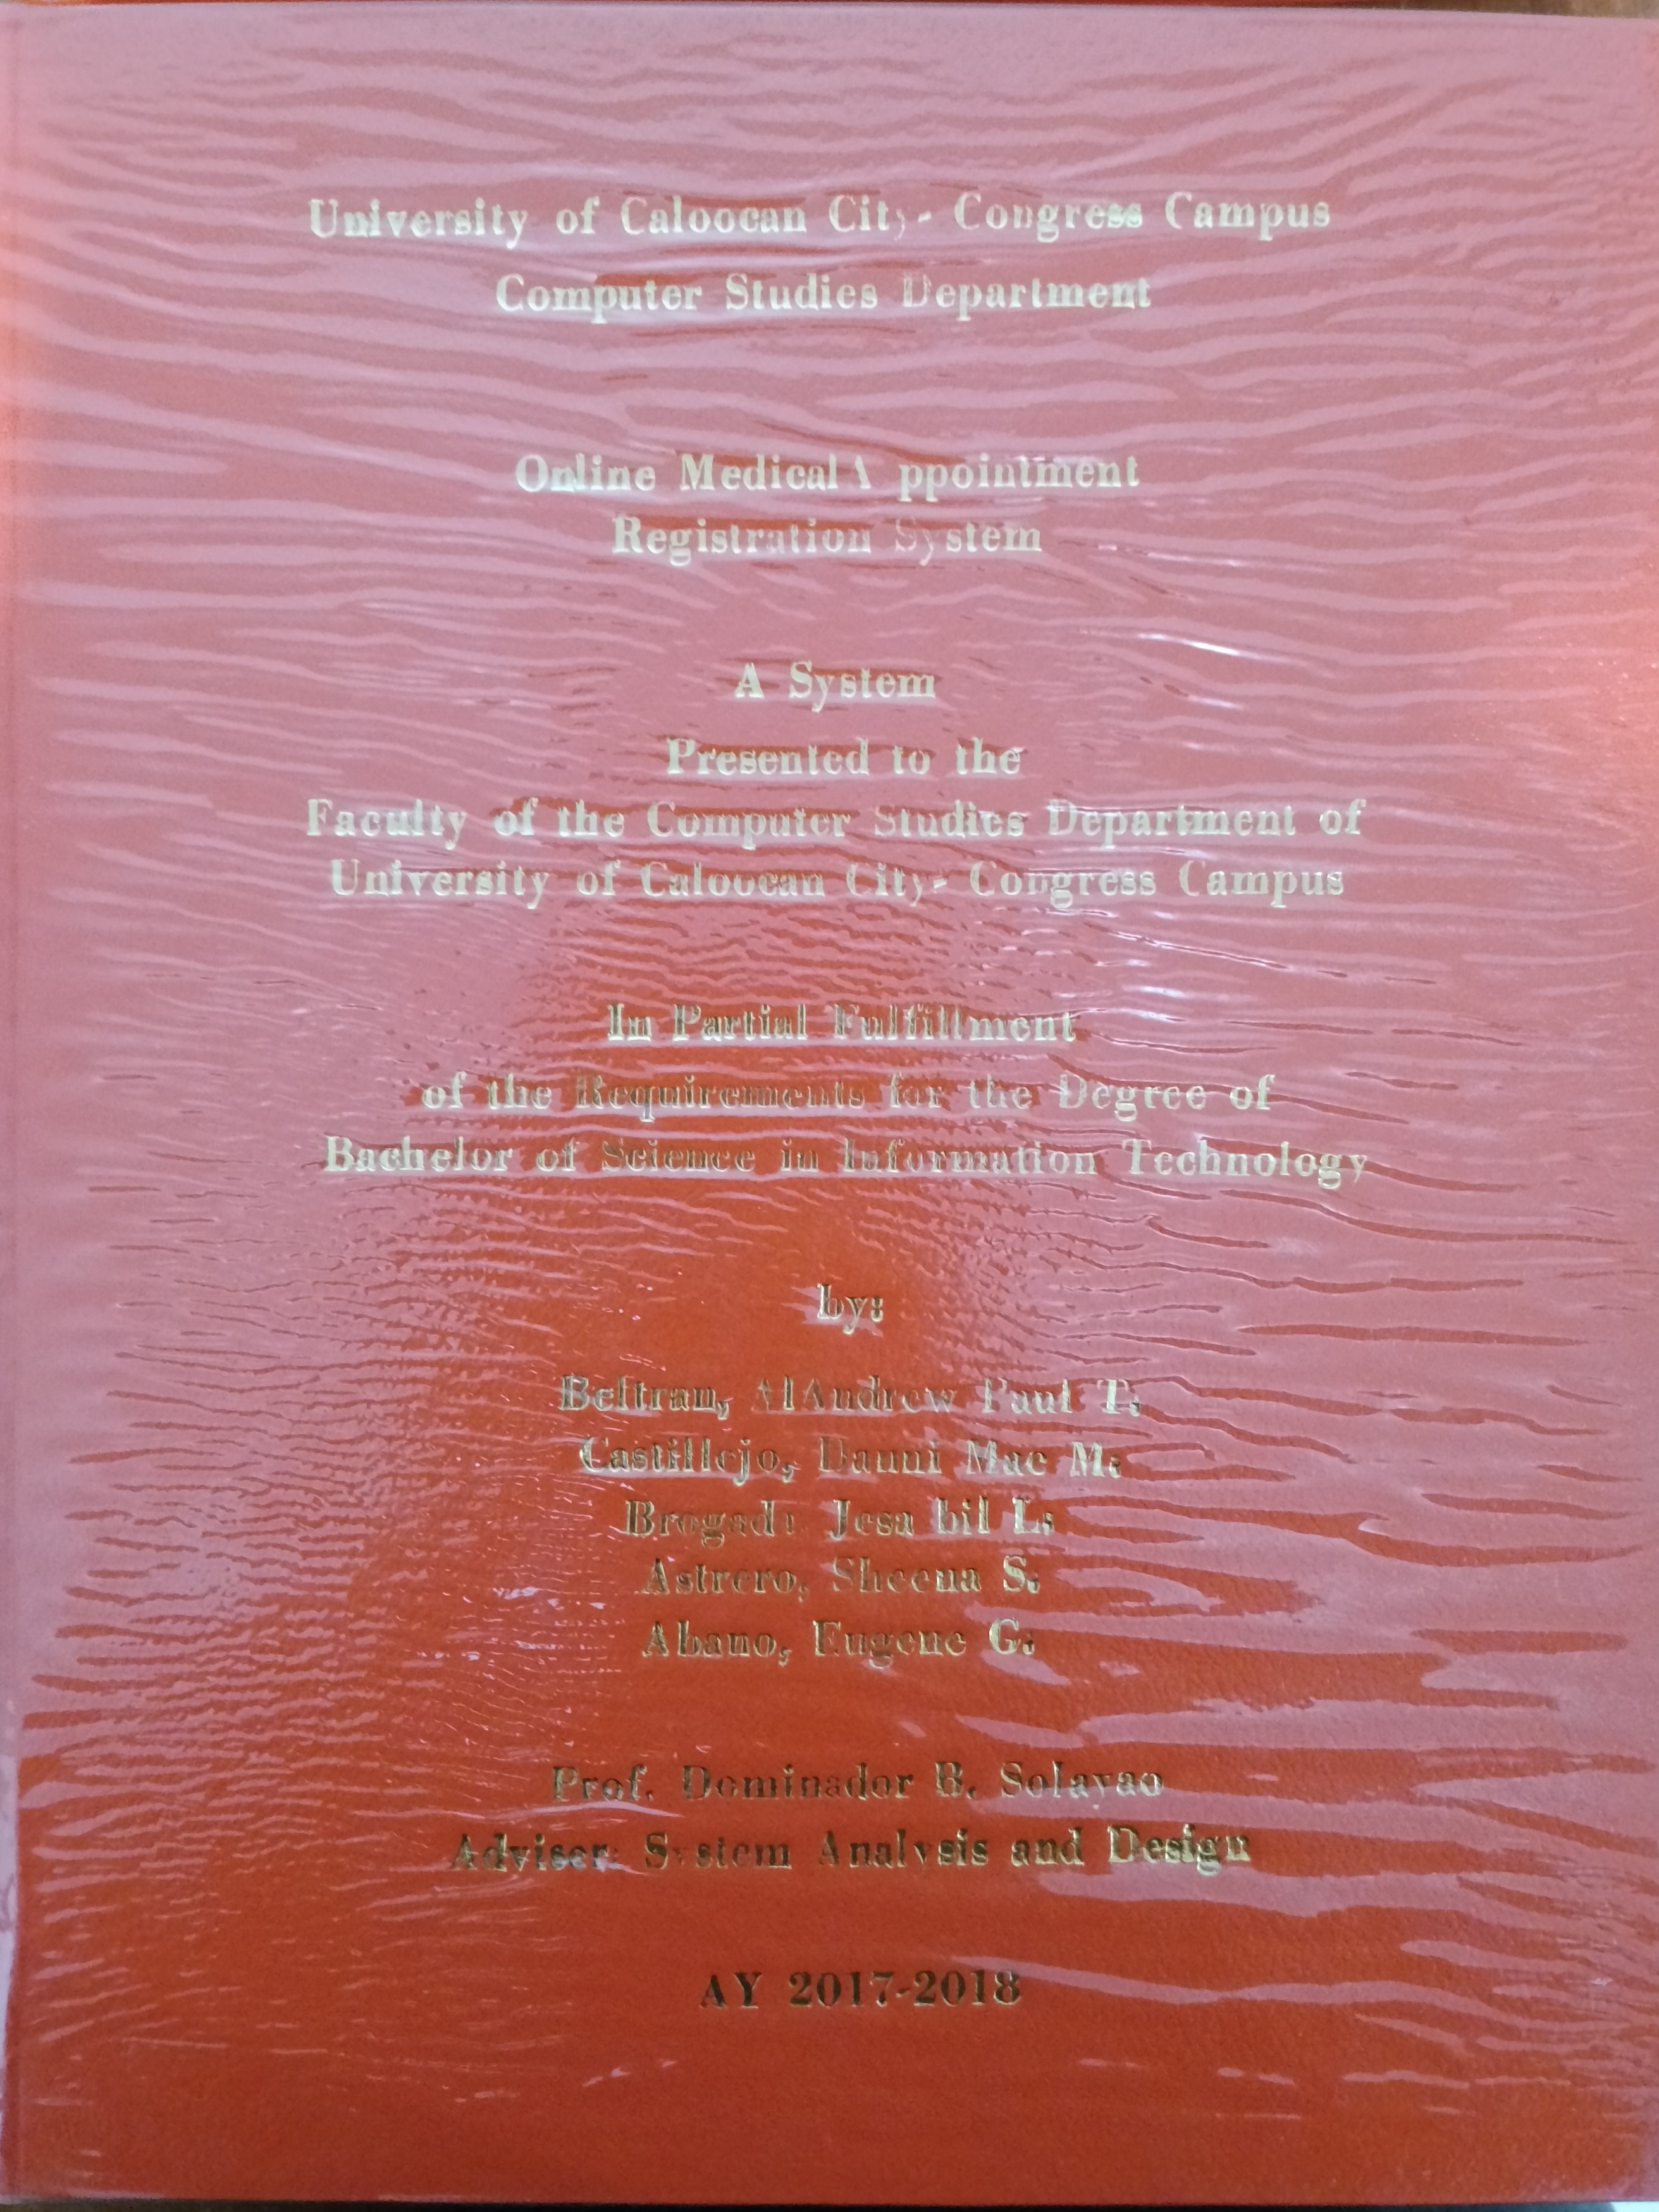 University of Caloocan City- Congress Campus
Computer Studies Department
Online Medical A ppointment
Registration System
A System
Presented to the
Faculty of the Computer Studies Department of
University of Caloocan City- Congress Campus
In Partial Fulfillment
of the Requirements for the Degree of
Bachelor of Science in Information Technology
by:
Beltran, AlAndrew Paul T.
Castillejo, Danni Mae M.
Jesa bil L.
Astrero, Sheena S.
Abano, Eugene G.
Prof. Dominador B. Solayao
Adviser: System Analysis and Design
AY 2017-2018